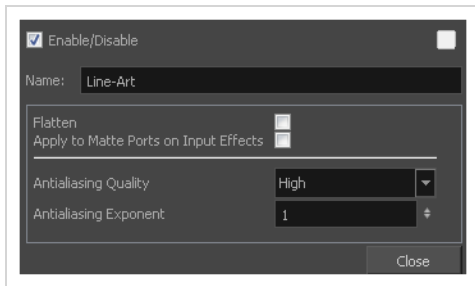 Enable/Disable
Name: Line-Art
Flatten
Apply to Matte Ports on Input Effects
Antialiasing Quality High
Antialiasing Exponent 1
Close